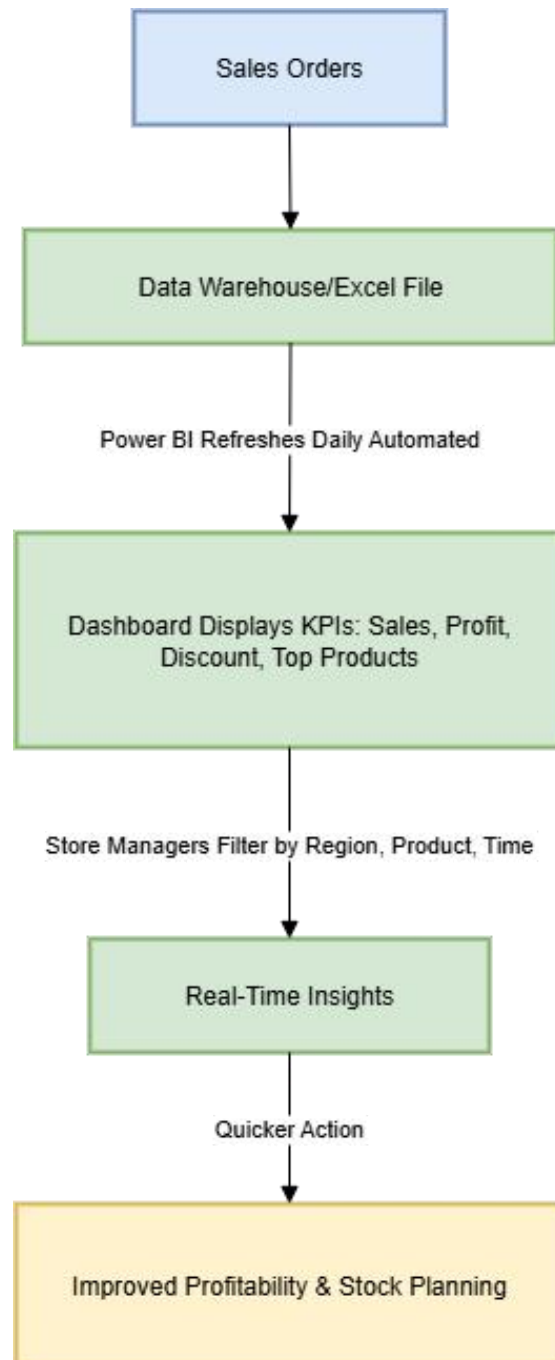 Sales Orders
Data Warehouse/Excel File
Power BI Refreshes Daily Automated
Dashboard Displays KPIs: Sales, Profit,
Discount, Top Products
Store Managers Filter by Region, Product, Time
Real-Time Insights
Quicker Action
Improved Profitability & Stock Planning